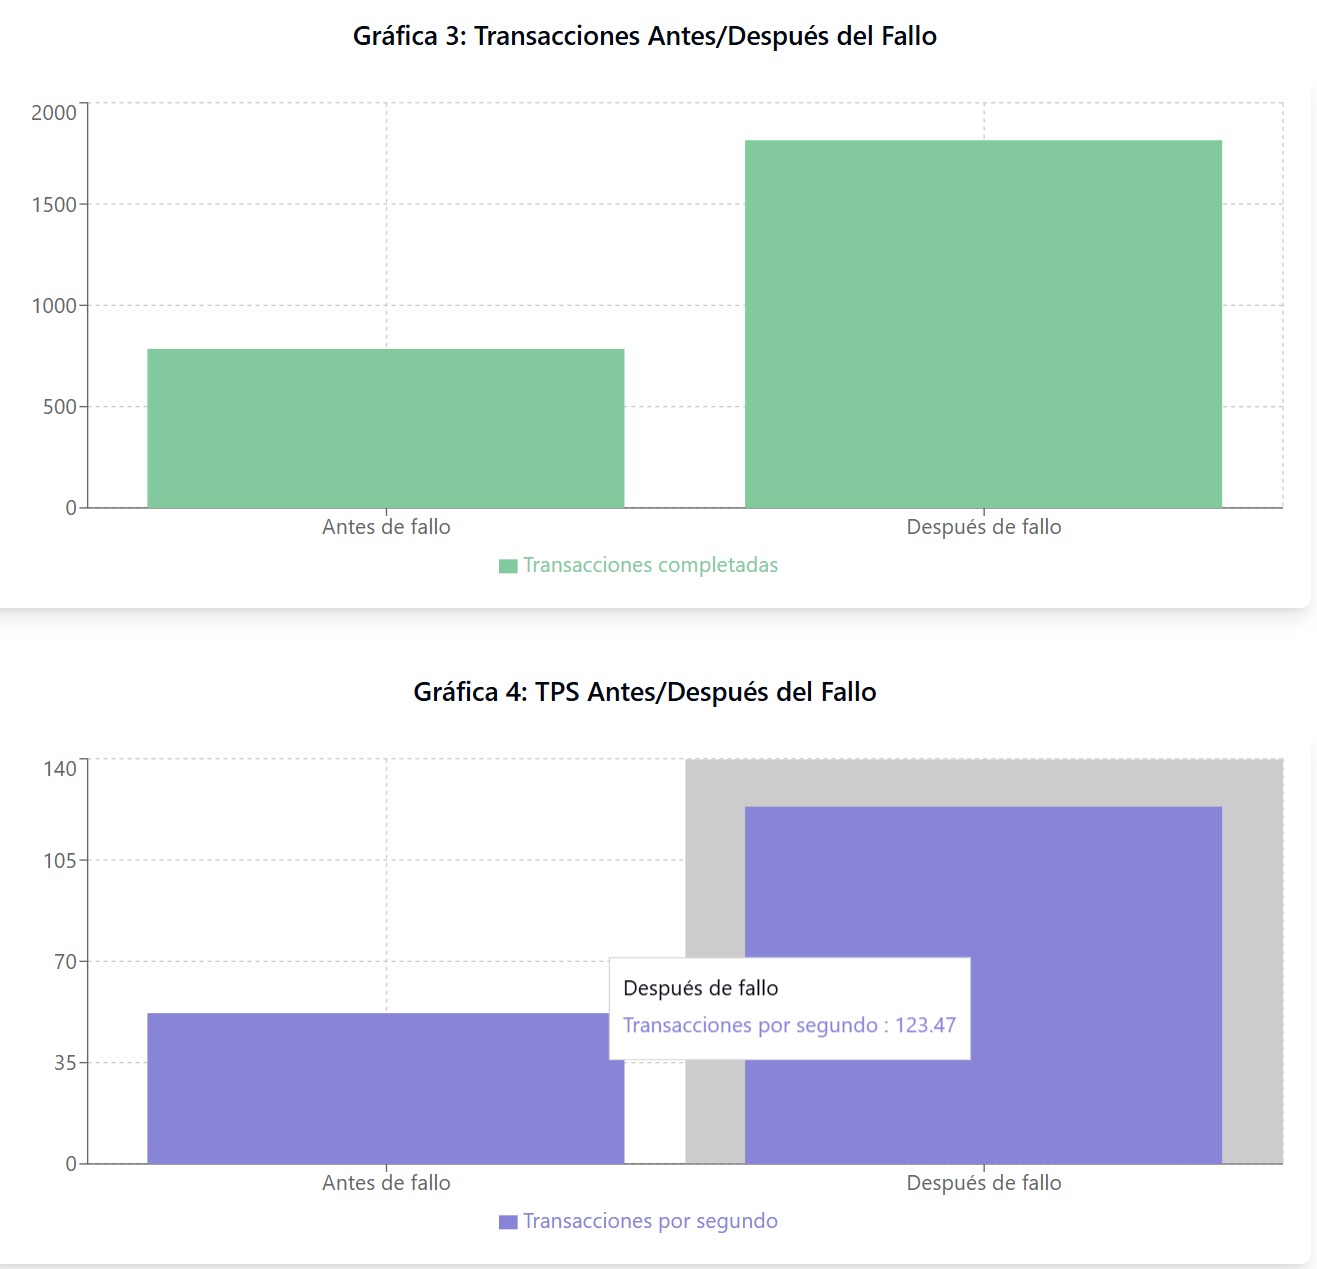 Gráfica 3: Transacciones Antes/Después del Fallo
2000
1500
1000
500
0
Antes de fallo
Después de fallo
Transacciones completadas
Gráfica 4: TPS Antes/Después del Fallo
140
105
70
35
0
Después de fallo
Transacciones por segundo : 123.47
Antes de fallo
Después de fallo
Transacciones por segundo